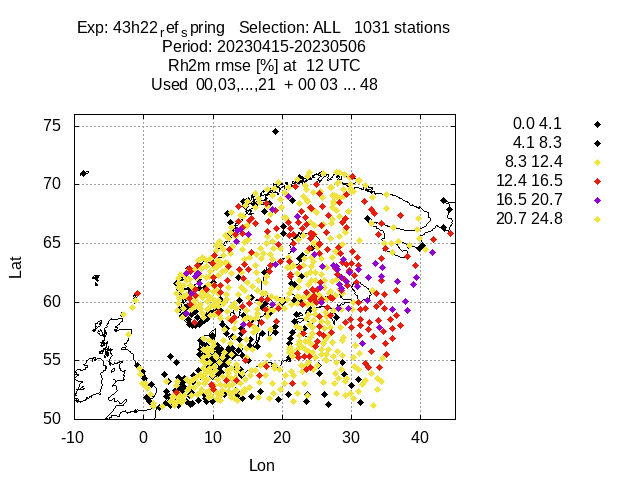 Exp: 43h22refspring   Selection: ALL   1031 stations
Period: 20230415-20230506
Rh2m rmse [%] at  12 UTC
Used  00,03,...,21  + 00 03 ... 48
0.0 4.1
4.1 8.3
8.3 12.4
12.4 16.5
16.5 20.7
20.7 24.8
75
70
65
60
55
50
Lat
-10 0 10 20 30 40
Lon